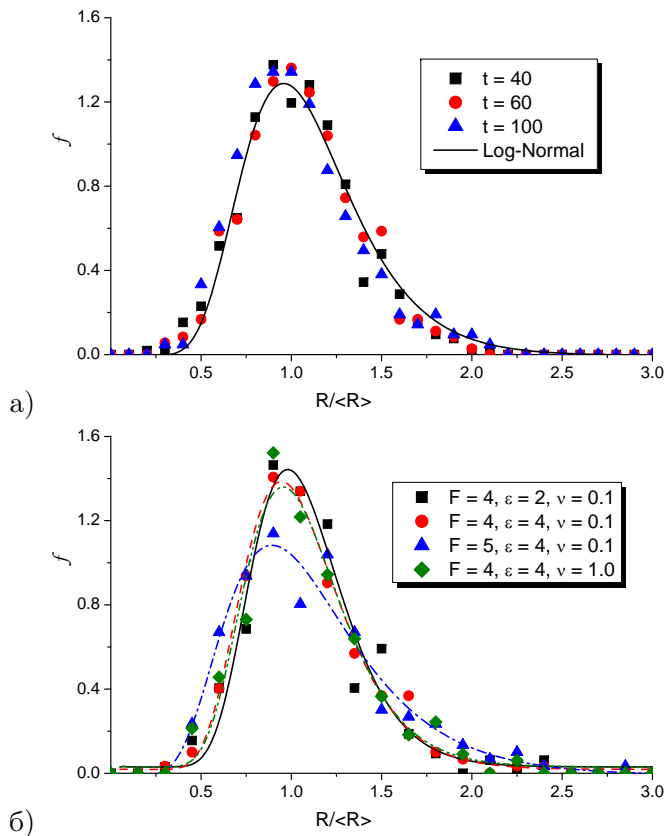 1.6
1.2
0.8
0.4
0.0
f
t = 40
t = 60
t = 100
Log-Normal
0.5 1.0 1.5 2.0 2.5 3.0
R/<R>
а)
1.6
1.2
0.8
0.4
0.0
f
F = 4, ε = 2, ν = 0.1
F = 4, ε = 4, ν = 0.1
F = 5, ε = 4, ν = 0.1
F = 4, ε = 4, ν = 1.0
0.5 1.0 1.5 2.0 2.5 3.0
R/<R>
б)